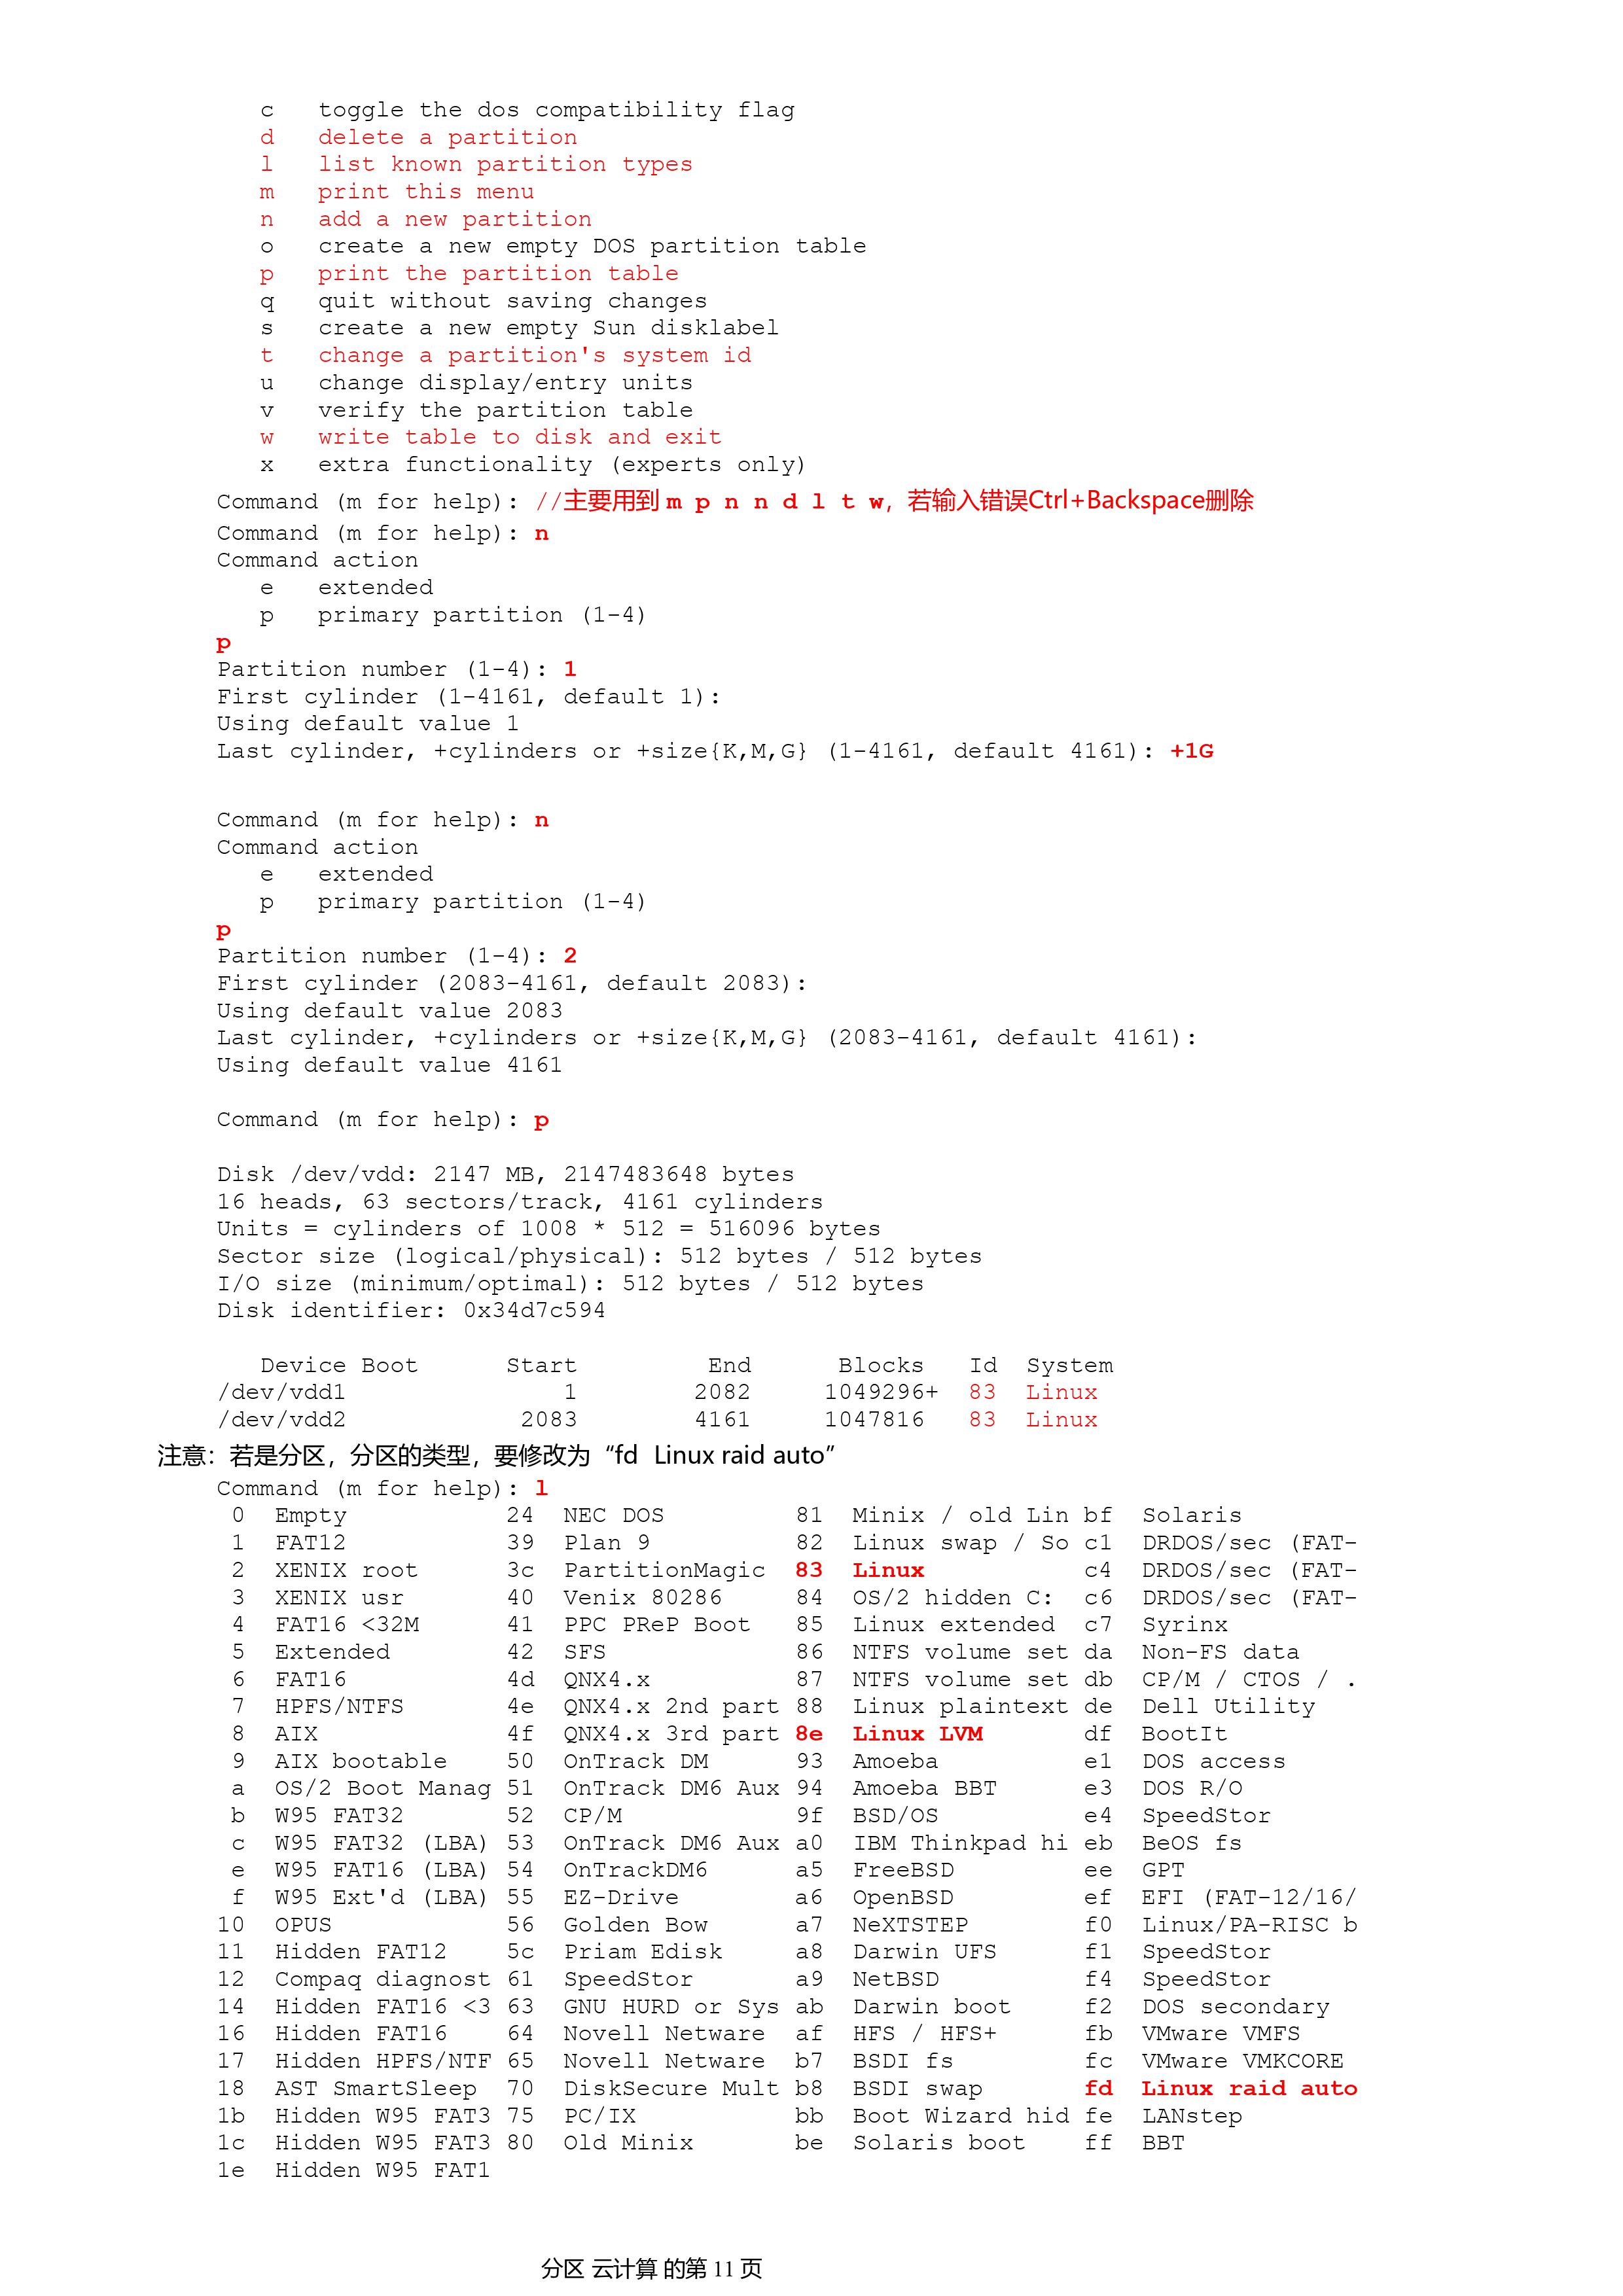 c   toggle the dos compatibility flag
d   delete a partition
l   list known partition types
m   print this menu
n   add a new partition
o   create a new empty DOS partition table
p   print the partition table
q   quit without saving changes
s   create a new empty Sun disklabel
t   change a partition's system id
u   change display/entry units
v   verify the partition table
w   write table to disk and exit
x   extra functionality (experts only)
Command (m for help): //主要用到 m p n n d l t w, 若输入错误Ctrl+Backspace删除
Command (m for help): n
Command action
e   extended
p   primary partition (1-4)
p
Partition number (1-4): 1
First cylinder (1-4161, default 1):
Using default value 1
Last cylinder, +cylinders or +size{K,M,G} (1-4161, default 4161): +1G
Command (m for help): n
Command action
e   extended
p   primary partition (1-4)
p
Partition number (1-4): 2
First cylinder (2083-4161, default 2083):
Using default value 2083
Last cylinder, +cylinders or +size{K,M,G} (2083-4161, default 4161):
Using default value 4161
Command (m for help): p
Disk /dev/vdd: 2147 MB, 2147483648 bytes
16 heads, 63 sectors/track, 4161 cylinders
Units = cylinders of 1008 * 512 = 516096 bytes
Sector size (logical/physical): 512 bytes / 512 bytes
I/O size (minimum/optimal): 512 bytes / 512 bytes
Disk identifier: 0x34d7c594
Device Boot      Start         End      Blocks   Id  System
/dev/vdd1               1        2082     1049296+  83  Linux
/dev/vdd2            2083        4161     1047816   83  Linux
注意：若是分区，分区的类型，要修改为“fd  Linux raid auto”
Command (m for help): l
0  Empty           24  NEC DOS         81  Minix / old Lin bf  Solaris
1  FAT12           39  Plan 9          82  Linux swap / So c1  DRDOS/sec (FAT-
2  XENIX root      3c  PartitionMagic  83  Linux           c4  DRDOS/sec (FAT-
3  XENIX usr       40  Venix 80286     84  OS/2 hidden C:  c6  DRDOS/sec (FAT-
4  FAT16 <32M      41  PPC PReP Boot   85  Linux extended  c7  Syrinx
5  Extended        42  SFS             86  NTFS volume set da  Non-FS data
6  FAT16           4d  QNX4.x          87  NTFS volume set db  CP/M / CTOS / .
7  HPFS/NTFS       4e  QNX4.x 2nd part 88  Linux plaintext de  Dell Utility
8  AIX             4f  QNX4.x 3rd part 8e  Linux LVM       df  BootIt
9  AIX bootable    50  OnTrack DM      93  Amoeba          e1  DOS access
a  OS/2 Boot Manag 51  OnTrack DM6 Aux 94  Amoeba BBT      e3  DOS R/O
b  W95 FAT32       52  CP/M            9f  BSD/OS          e4  SpeedStor
c  W95 FAT32 (LBA) 53  OnTrack DM6 Aux a0  IBM Thinkpad hi eb  BeOS fs
e  W95 FAT16 (LBA) 54  OnTrackDM6      a5  FreeBSD         ee  GPT
f  W95 Ext'd (LBA) 55  EZ-Drive        a6  OpenBSD         ef  EFI (FAT-12/16/
10  OPUS            56  Golden Bow      a7  NeXTSTEP        f0  Linux/PA-RISC b
11  Hidden FAT12    5c  Priam Edisk     a8  Darwin UFS      f1  SpeedStor
12  Compaq diagnost 61  SpeedStor       a9  NetBSD          f4  SpeedStor
14  Hidden FAT16 <3 63  GNU HURD or Sys ab  Darwin boot     f2  DOS secondary
16  Hidden FAT16    64  Novell Netware  af  HFS / HFS+      fb  VMware VMFS
17  Hidden HPFS/NTF 65  Novell Netware  b7  BSDI fs         fc  VMware VMKCORE
18  AST SmartSleep  70  DiskSecure Mult b8  BSDI swap       fd  Linux raid auto
1b  Hidden W95 FAT3 75  PC/IX           bb  Boot Wizard hid fe  LANstep
1c  Hidden W95 FAT3 80  Old Minix       be  Solaris boot    ff  BBT
1e  Hidden W95 FAT1
分区 云计算 的第 11 页